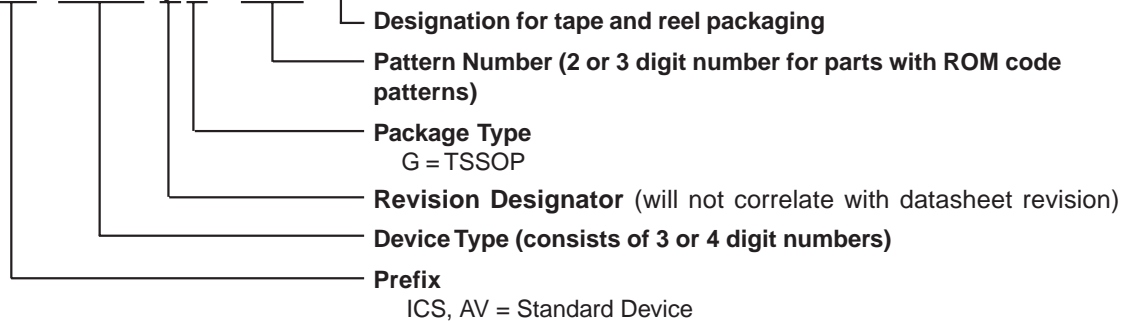 Designation for tape and reel packaging
Pattern Number (2 or 3 digit number for parts with ROM code
patterns)
Package Type
G = TSSOP
Revision Designator (will not correlate with datasheet revision)
Device Type (consists of 3 or 4 digit numbers)
Prefix
ICS, AV = Standard Device